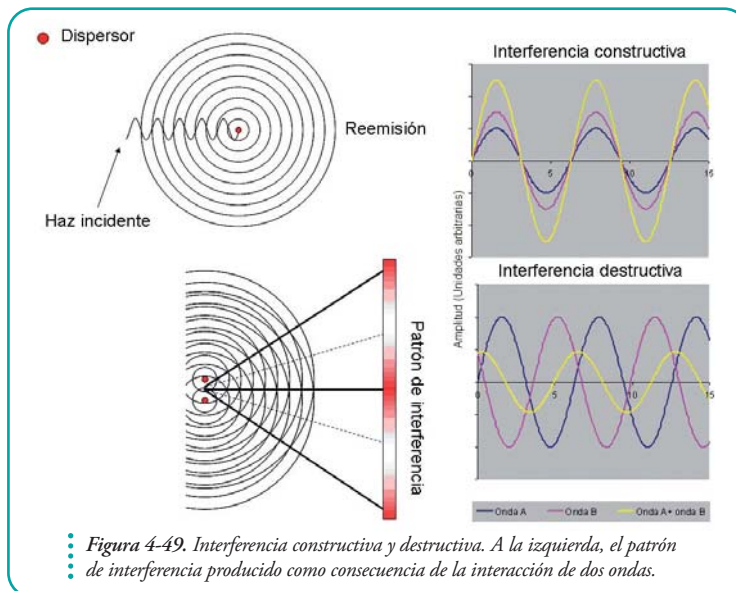 Dispersor
Reemisión
Haz incidente
Patrón de interferencia
Interferencia constructiva
0
5
10
15
Interferencia destructiva
0
5
10
15
Amplitud (Unidades arbitrarias)
Onda A
Onda B
Onda A+ onda B
Figura 4-49. Interferencia constructiva y destructiva. A la izquierda, el patrón
de interferencia producido como consecuencia de la interacción de dos ondas.